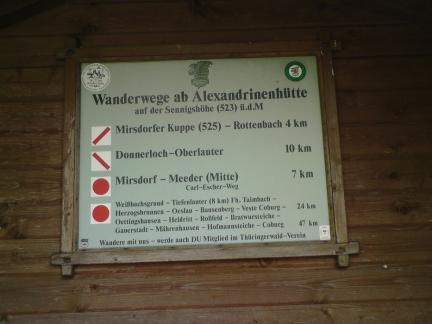 Wanderwege ab Alexandrinenhütte
auf der Sennigshöhe (523) ü.d.M
Mirsdorfer Kuppe (525) – Rottenbach 4 km
Donnerloch–Oberlauter 10 km
Mirsdorf – Meeder (Mitte) 7 km
Carl–Escher–Weg
Weißbachsgrund – Tiefenlauter (8 km) Fh. Taimbach –
Herzogsbrunnen – Oeslau – Bausenberg – Veste Coburg – 24 km
Oettingshausen – Heldritt – Roßfeld – Bratwursteiche –
Gauerstadt – Mährenhausen – Hofmannsteiche – Coburg 47 km
Wandere mit uns – werde auch DU Mitglied im Thüringerwald–Verein